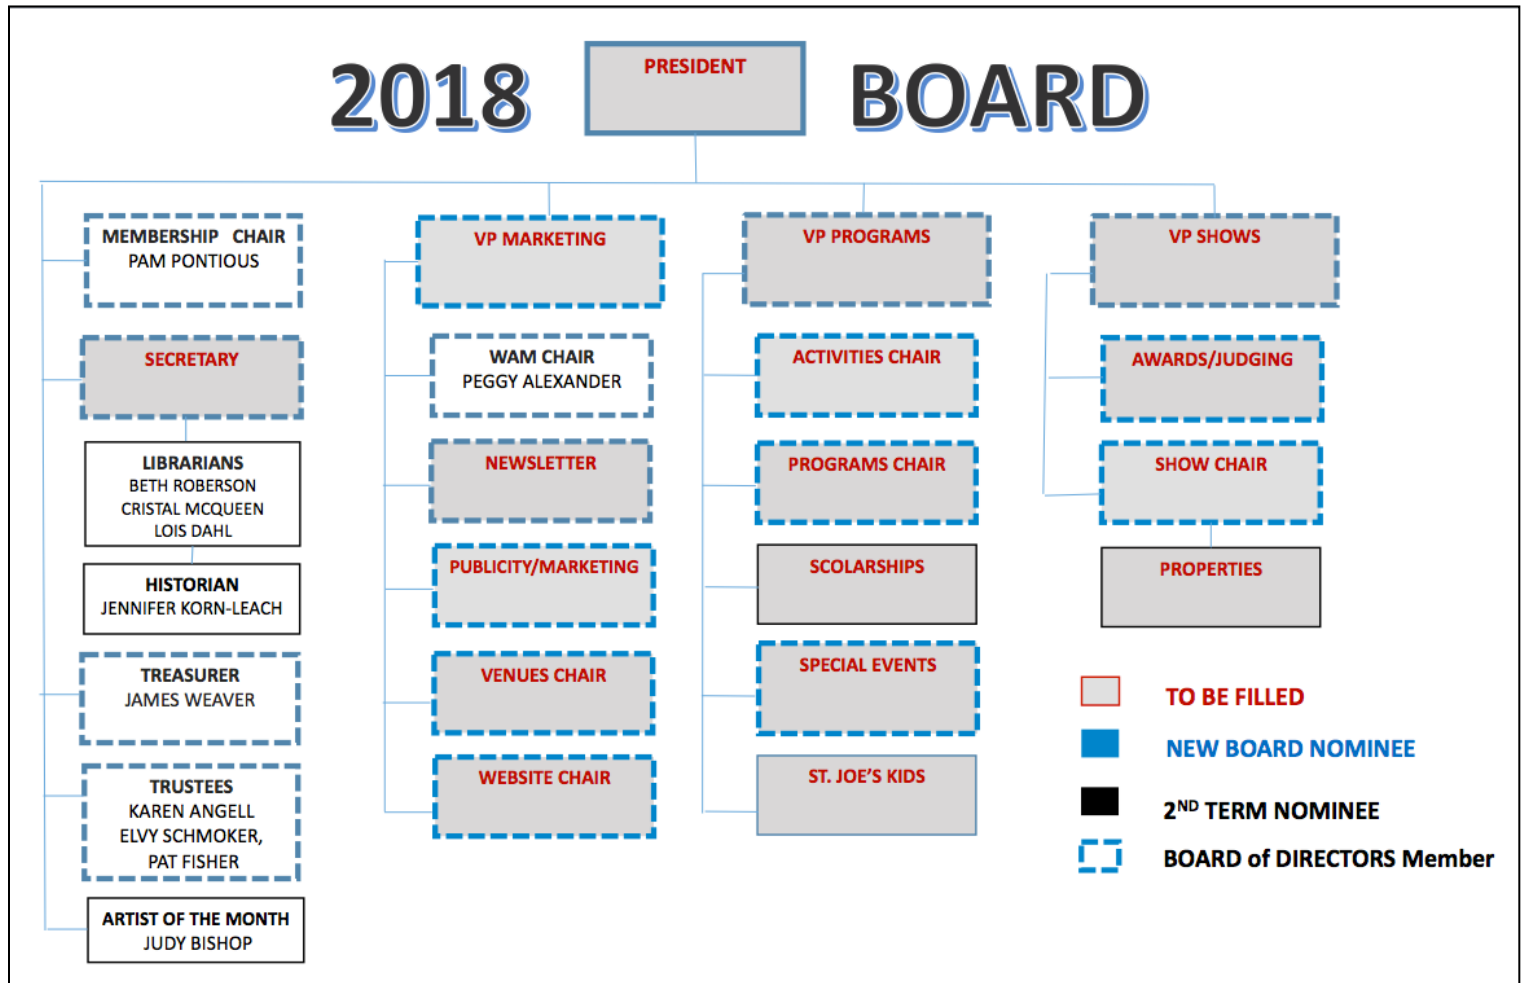 2018 BOARD
PRESIDENT
MEMBERSHIP CHAIR
PAM PONTIOUS
SECRETARY
LIBRARIANS
BETH ROBERSON
CRISTAL MCQUEEN
LOIS DAHL
HISTORIAN
JENNIFER KORN-LEACH
TREASURER
JAMES WEAVER
TRUSTEES
KAREN ANGELL
ELVY SCHMOKER,
PAT FISHER
ARTIST OF THE MONTH
JUDY BISHOP
VP MARKETING
WAM CHAIR
PEGGY ALEXANDER
NEWSLETTER
PUBLICITY/MARKETING
VENUES CHAIR
WEBSITE CHAIR
VP PROGRAMS
ACTIVITIES CHAIR
PROGRAMS CHAIR
SCOLARSHIPS
SPECIAL EVENTS
ST. JOE’S KIDS
VP SHOWS
AWARDS/JUDGING
SHOW CHAIR
PROPERTIES
TO BE FILLED
NEW BOARD NOMINEE
2ND TERM NOMINEE
BOARD of DIRECTORS Member